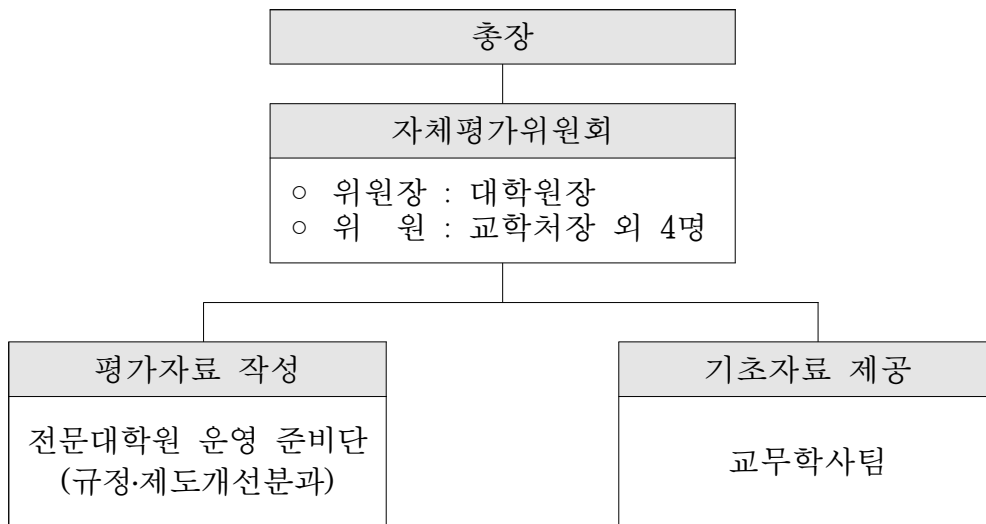 총장
자체평가위원회
○ 위원장 : 대학원장
○ 위 원 : 교학처장 외 4명
평가자료 작성
전문대학원 운영 준비단
(규정·제도개선분과)
기초자료 제공
교무학사팀